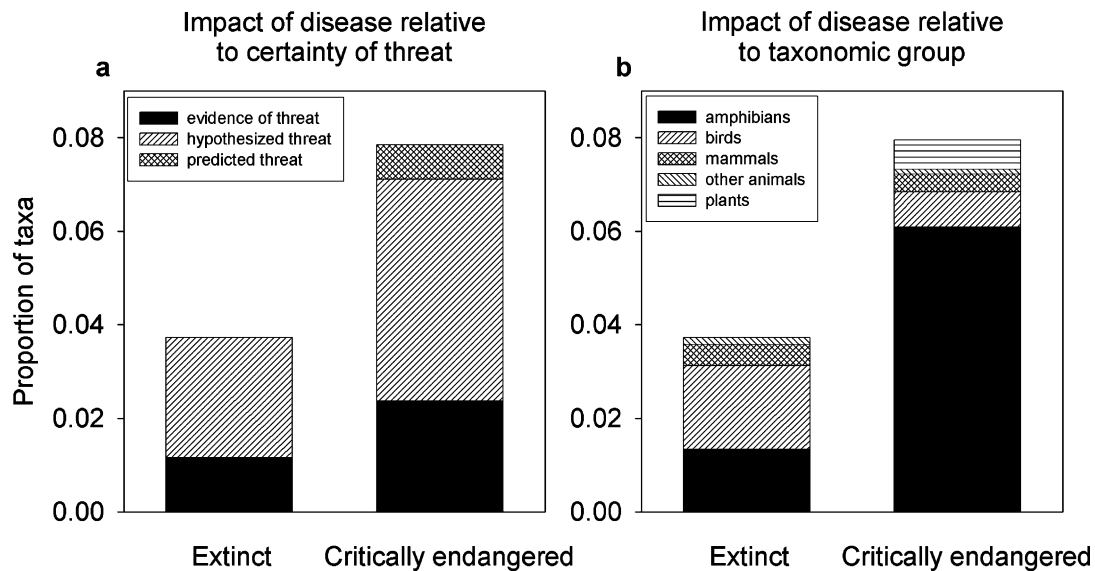 Impact of disease relative
to certainty of threat
a
evidence of threat
hypothesized threat
predicted threat
Proportion of taxa
0.08
0.06
0.04
0.02
0.00
Extinct
Critically endangered
Impact of disease relative
to taxonomic group
b
amphibians
birds
mammals
other animals
plants
0.08
0.06
0.04
0.02
0.00
Extinct
Critically endangered